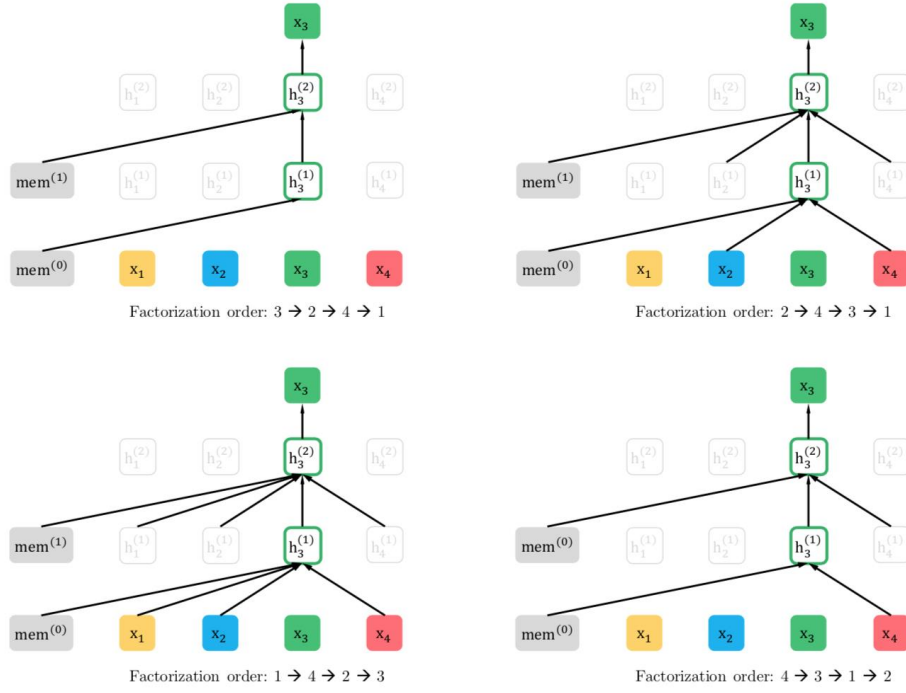 x₃ x₃
h₁⁽²⁾ h₂⁽²⁾ h₃⁽²⁾ h₄⁽²⁾ h₁⁽²⁾ h₂⁽²⁾ h₃⁽²⁾ h₄⁽²⁾
mem⁽¹⁾ h₁⁽¹⁾ h₂⁽¹⁾ h₃⁽¹⁾ h₄⁽¹⁾ mem⁽¹⁾ h₁⁽¹⁾ h₂⁽¹⁾ h₃⁽¹⁾ h₄⁽¹⁾
mem⁽⁰⁾ x₁ x₂ x₃ x₄ mem⁽⁰⁾ x₁ x₂ x₃ x₄
Factorization order: 3 → 2 → 4 → 1 Factorization order: 2 → 4 → 3 → 1
x₃ x₃
h₁⁽²⁾ h₂⁽²⁾ h₃⁽²⁾ h₄⁽²⁾ h₁⁽²⁾ h₂⁽²⁾ h₃⁽²⁾ h₄⁽²⁾
mem⁽¹⁾ h₁⁽¹⁾ h₂⁽¹⁾ h₃⁽¹⁾ h₄⁽¹⁾ mem⁽⁰⁾ h₁⁽¹⁾ h₂⁽¹⁾ h₃⁽¹⁾ h₄⁽¹⁾
mem⁽⁰⁾ x₁ x₂ x₃ x₄ mem⁽⁰⁾ x₁ x₂ x₃ x₄
Factorization order: 1 → 4 → 2 → 3 Factorization order: 4 → 3 → 1 → 2